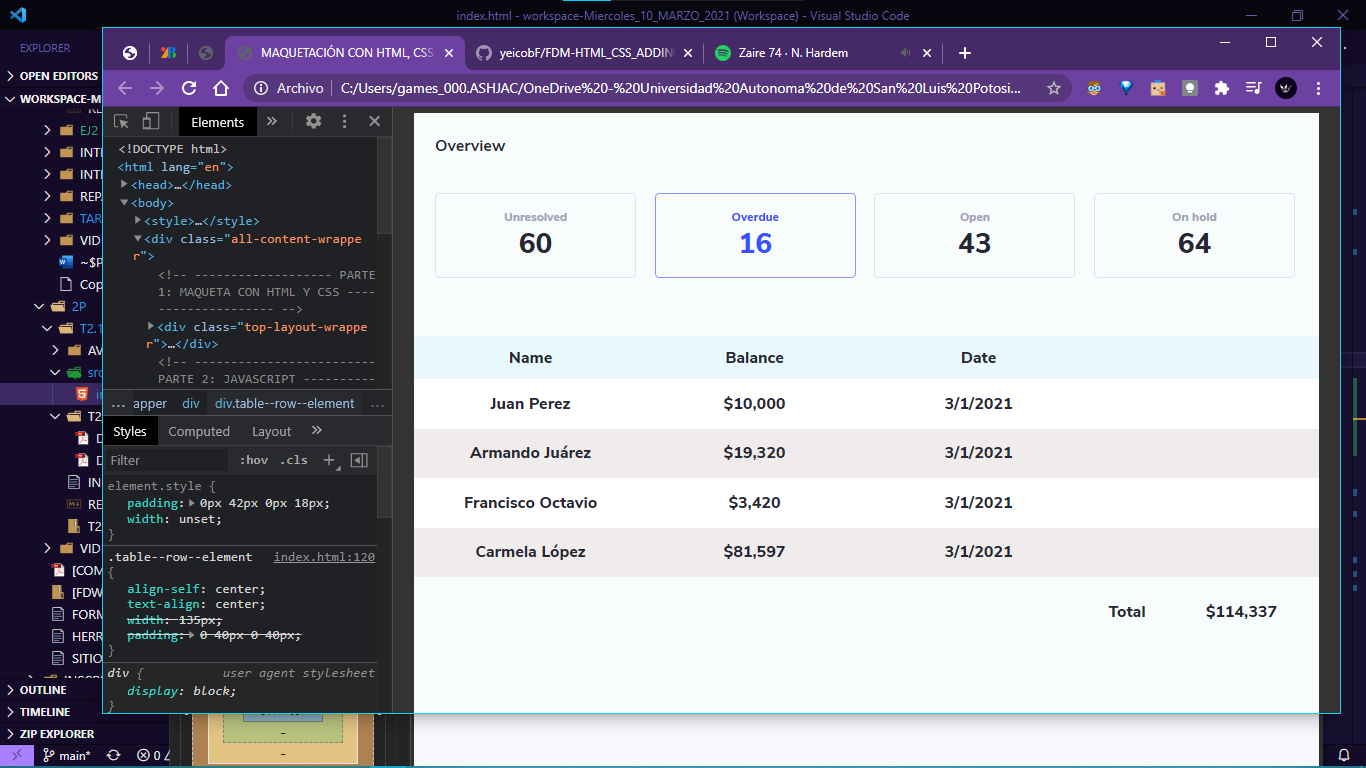 index.html - workspace-Miercoles_10_MARZO_2021 (Workspace) - Visual Studio Code
EXPLORER
OPEN EDITORS
WORKSPACE-M
EJ2
INTI
INTI
REPA
TAR
VID
~$P
Cop
2P
T2.1
AV
src
in
T2
D
D
IN
RE
T2
VID
[COM
[FDW
FORM
HERR
SITIO
OUTLINE
TIMELINE
ZIP EXPLORER
main*
0
MAQUETACIÓN CON HTML, CSS
yeicobF/FDM-HTML_CSS_ADDIN
Zaire 74 · N. Hardem
Archivo
C:/Users/games_000.ASHJAC/OneDrive%20-%20Universidad%20Autonoma%20de%20San%20Luis%20Potosi...
Elements
<!DOCTYPE html>
<html lang="en">
<head>…</head>
<body>
<style>…</style>
<div class="all-content-wrappe
r">
<!-- ------------------- PARTE
1: MAQUETA CON HTML Y CSS ----
---------------- -->
<div class="top-layout-wrappe
r">…</div>
<!-- -------------------------
PARTE 2: JAVASCRIPT ----------
... apper div div.table--row--element ...
Styles Computed Layout
Filter :hov .cls
element.style {
padding: 0px 42px 0px 18px;
width: unset;
}
.table--row--element index.html:120
{
align-self: center;
text-align: center;
width: 135px;
padding: 0 40px 0 40px;
}
div { user agent stylesheet
display: block;
}
-
-
Overview
Unresolved
60
Overdue
16
Open
43
On hold
64
Name Balance Date
Juan Perez $10,000 3/1/2021
Armando Juárez $19,320 3/1/2021
Francisco Octavio $3,420 3/1/2021
Carmela López $81,597 3/1/2021
Total $114,337